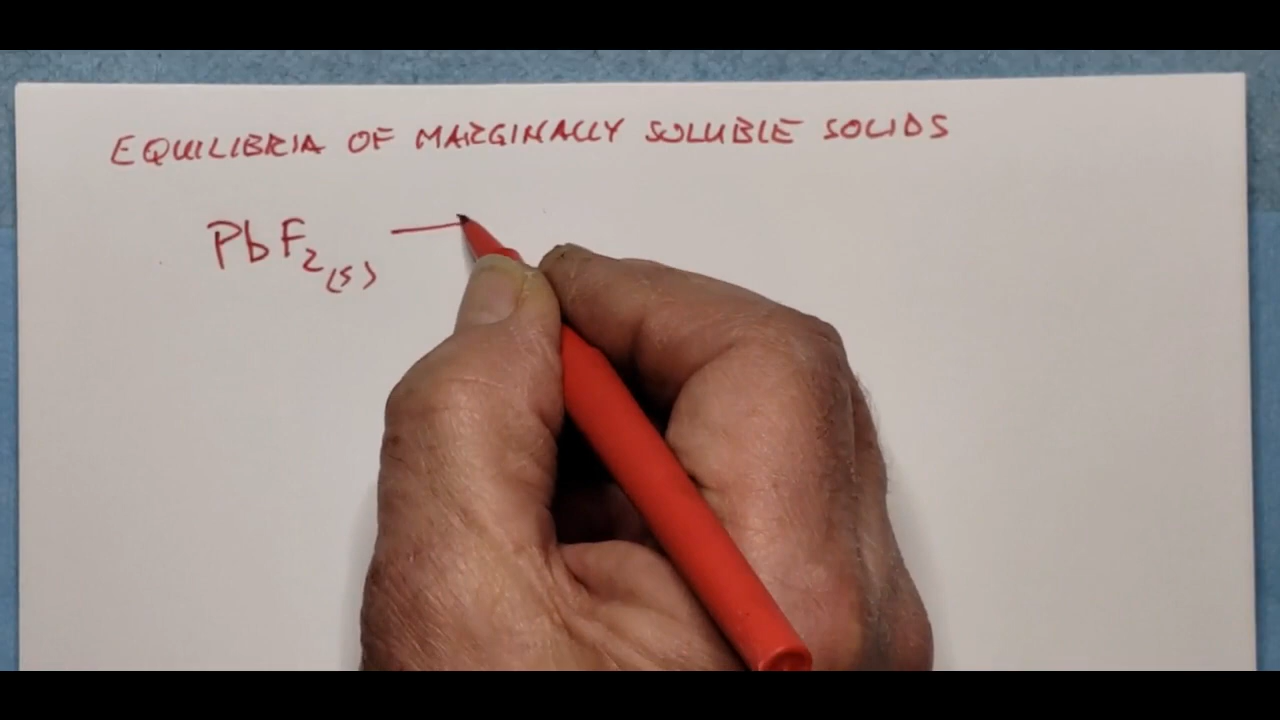 EQUILIBRIA OF MARGINALLY SOLUBLE SOLIDS
PbF₂(s) —